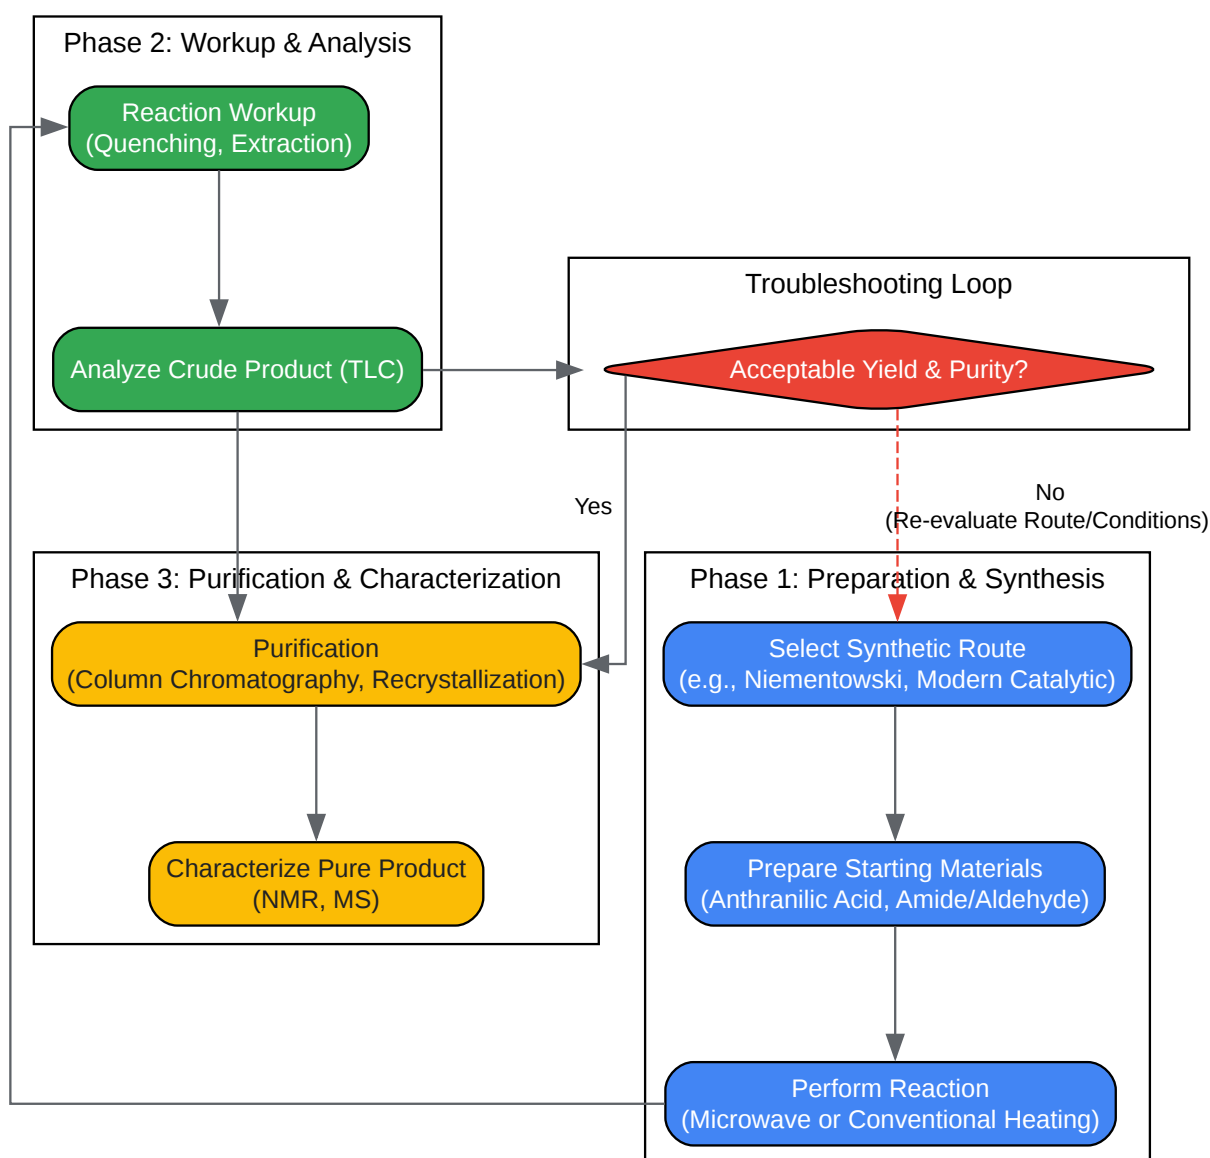 Phase 2: Workup & Analysis
Reaction Workup
(Quenching, Extraction)
Analyze Crude Product (TLC)
Troubleshooting Loop
Acceptable Yield & Purity?
Yes
No
(Re-evaluate Route/Conditions)
Phase 3: Purification & Characterization
Purification
(Column Chromatography, Recrystallization)
Characterize Pure Product
(NMR, MS)
Phase 1: Preparation & Synthesis
Select Synthetic Route
(e.g., Niementowski, Modern Catalytic)
Prepare Starting Materials
(Anthranilic Acid, Amide/Aldehyde)
Perform Reaction
(Microwave or Conventional Heating)